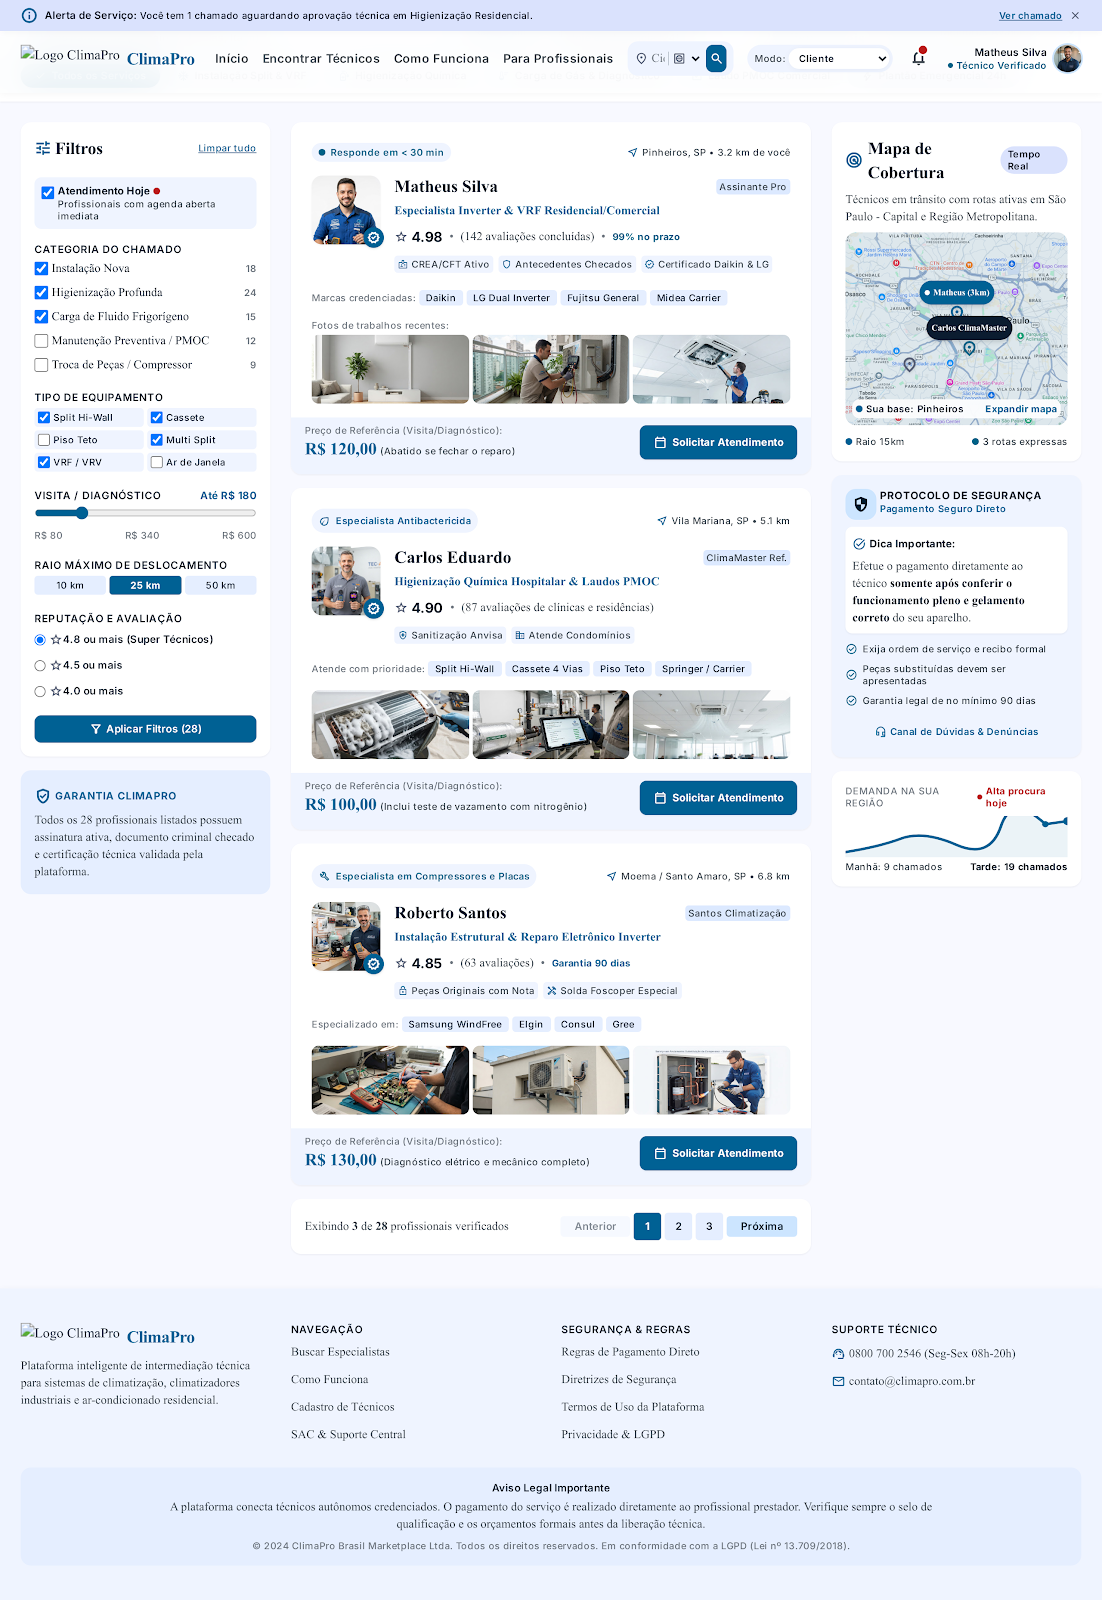 Alerta de Serviço: Você tem 1 chamado aguardando aprovação técnica em Higienização Residencial.
Ver chamado
Logo ClimaPro
ClimaPro
Início
Encontrar Técnicos
Como Funciona
Para Profissionais
Modo:
Cliente
Matheus Silva
Técnico Verificado
Filtros
Limpar tudo
Atendimento Hoje
Profissionais com agenda aberta
imediata
CATEGORIA DO CHAMADO
Instalação Nova 18
Higienização Profunda 24
Carga de Fluido Frigorígeno 15
Manutenção Preventiva / PMOC 12
Troca de Peças / Compressor 9
TIPO DE EQUIPAMENTO
Split Hi-Wall
Cassete
Piso Teto
Multi Split
VRF / VRV
Ar de Janela
VISITA / DIAGNÓSTICO
Até R$ 180
R$ 80
R$ 340
R$ 600
RAIO MÁXIMO DE DESLOCAMENTO
10 km
25 km
50 km
REPUTAÇÃO E AVALIAÇÃO
4.8 ou mais (Super Técnicos)
4.5 ou mais
4.0 ou mais
Aplicar Filtros (28)
GARANTIA CLIMAPRO
Todos os 28 profissionais listados possuem
assinatura ativa, documento criminal checado
e certificação técnica validada pela
plataforma.
Responde em < 30 min
Pinheiros, SP • 3.2 km de você
Matheus Silva
Assinante Pro
Especialista Inverter & VRF Residencial/Comercial
4.98 • (142 avaliações concluídas) • 99% no prazo
CREA/CFT Ativo
Antecedentes Checados
Certificado Daikin & LG
Marcas credenciadas:
Daikin
LG Dual Inverter
Fujitsu General
Midea Carrier
Fotos de trabalhos recentes:
Preço de Referência (Visita/Diagnóstico):
R$ 120,00 (Abatido se fechar o reparo)
Solicitar Atendimento
Especialista Antibactericida
Vila Mariana, SP • 5.1 km
Carlos Eduardo
ClimaMaster Ref.
Higienização Química Hospitalar & Laudos PMOC
4.90 • (87 avaliações de clínicas e residências)
Sanitização Anvisa
Atende Condomínios
Atende com prioridade:
Split Hi-Wall
Cassete 4 Vias
Piso Teto
Springer / Carrier
Preço de Referência (Visita/Diagnóstico):
R$ 100,00 (Inclui teste de vazamento com nitrogênio)
Solicitar Atendimento
Especialista em Compressores e Placas
Moema / Santo Amaro, SP • 6.8 km
Roberto Santos
Santos Climatização
Instalação Estrutural & Reparo Eletrônico Inverter
4.85 • (63 avaliações) • Garantia 90 dias
Peças Originais com Nota
Solda Foscoper Especial
Especializado em:
Samsung WindFree
Elgin
Consul
Gree
Preço de Referência (Visita/Diagnóstico):
R$ 130,00 (Diagnóstico elétrico e mecânico completo)
Solicitar Atendimento
Exibindo 3 de 28 profissionais verificados
Anterior
1
2
3
Próxima
Mapa de
Cobertura
Tempo
Real
Técnicos em trânsito com rotas ativas em São
Paulo - Capital e Região Metropolitana.
Matheus (3km)
Carlos ClimaMaster
Sua base: Pinheiros
Expandir mapa
Raio 15km
3 rotas expressas
PROTOCOLO DE SEGURANÇA
Pagamento Seguro Direto
Dica Importante:
Efetue o pagamento diretamente ao
técnico somente após conferir o
funcionamento pleno e gelamento
correto do seu aparelho.
Exija ordem de serviço e recibo formal
Peças substituídas devem ser
apresentadas
Garantia legal de no mínimo 90 dias
Canal de Dúvidas & Denúncias
DEMANDA NA SUA
REGIÃO
Alta procura
hoje
Manhã: 9 chamados
Tarde: 19 chamados
Logo ClimaPro
ClimaPro
Plataforma inteligente de intermediação técnica
para sistemas de climatização, climatizadores
industriais e ar-condicionado residencial.
NAVEGAÇÃO
Buscar Especialistas
Como Funciona
Cadastro de Técnicos
SAC & Suporte Central
SEGURANÇA & REGRAS
Regras de Pagamento Direto
Diretrizes de Segurança
Termos de Uso da Plataforma
Privacidade & LGPD
SUPORTE TÉCNICO
0800 700 2546 (Seg-Sex 08h-20h)
contato@climapro.com.br
Aviso Legal Importante
A plataforma conecta técnicos autônomos credenciados. O pagamento do serviço é realizado diretamente ao profissional prestador. Verifique sempre o selo de
qualificação e os orçamentos formais antes da liberação técnica.
© 2024 ClimaPro Brasil Marketplace Ltda. Todos os direitos reservados. Em conformidade com a LGPD (Lei nº 13.709/2018).